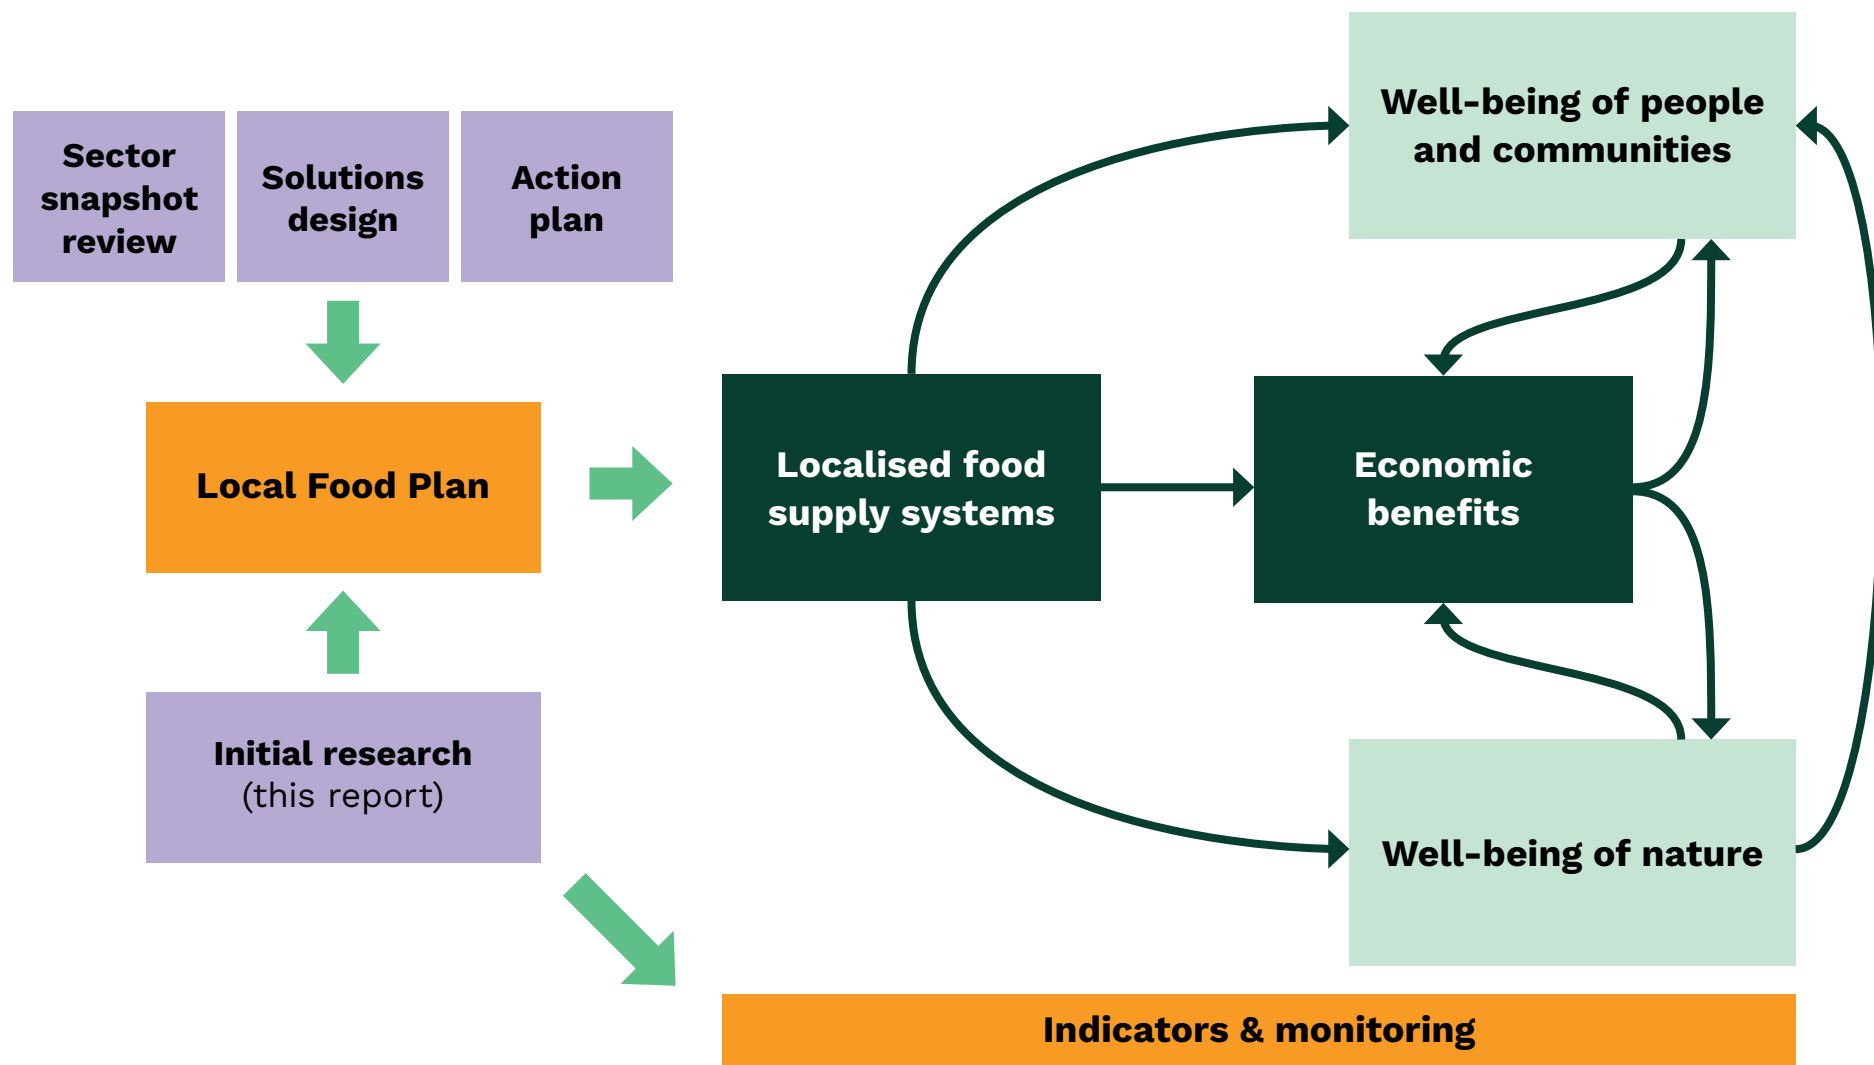 Sector
snapshot
review
Solutions
design
Action
plan
Local Food Plan
Initial research
(this report)
Localised food
supply systems
Economic
benefits
Well-being of people
and communities
Well-being of nature
Indicators & monitoring